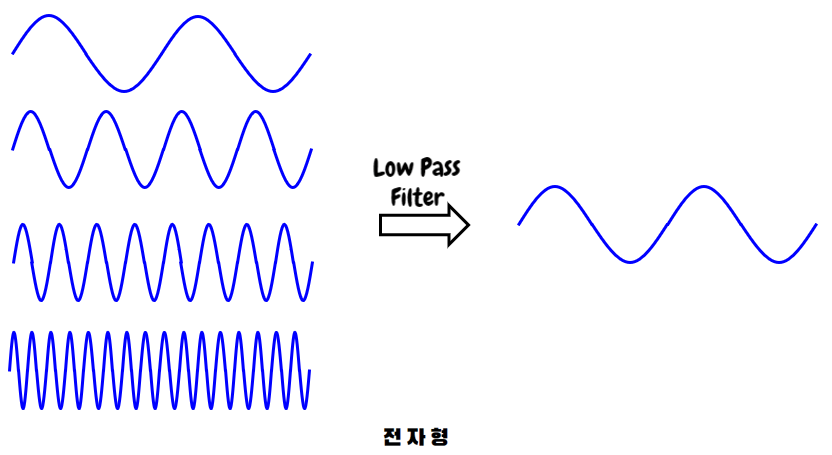 Low Pass
Filter
전자형